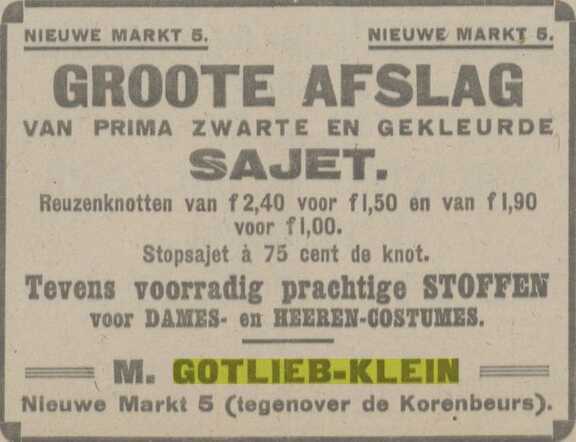 NIEUWE MARKT 5. NIEUWE MARKT 5.
GROOTE AFSLAG
VAN PRIMA ZWARTE EN GEKLEURDE
SAJET.
Reuzenknotten van f 2,40 voor f 1,50 en van f 1,90
voor f 1,00.
Stopsajet à 75 cent de knot.
Tevens voorradig prachtige STOFFEN
voor DAMES- en HEEREN-COSTUMES.
M. GOTLIEB-KLEIN
Nieuwe Markt 5 (tegenover de Korenbeurs).